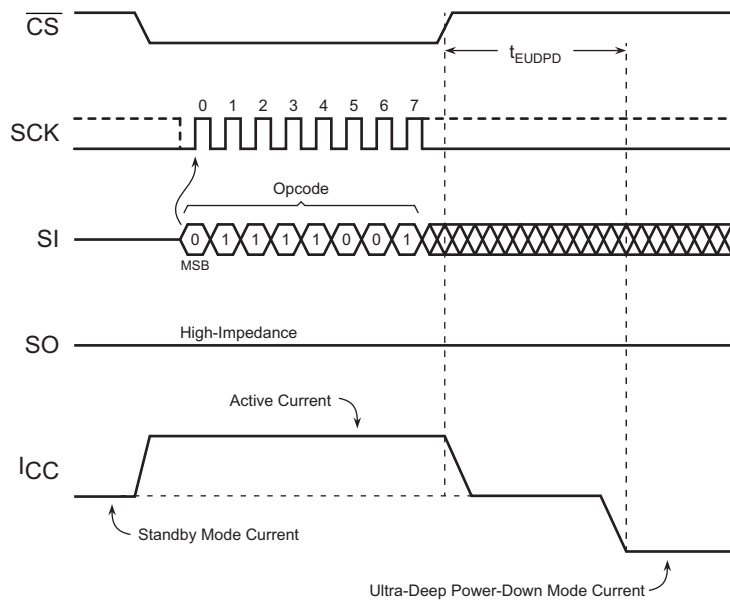 CS
tEUDPD
0 1 2 3 4 5 6 7
SCK
Opcode
SI
0 1 1 1 1 0 0 1
MSB
High-Impedance
SO
Active Current
ICC
Standby Mode Current
Ultra-Deep Power-Down Mode Current